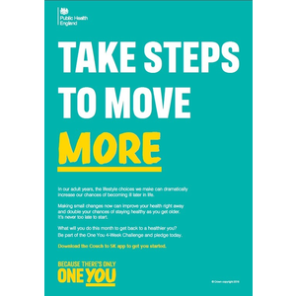 Public Health
England
TAKE STEPS
TO MOVE
MORE
In our adult years, the lifestyle choices we make can dramatically
increase our chances of becoming ill later in life.
Making small changes now can improve your health right away
and double your chances of staying healthy as you get older.
It's never too late to start.
What will you do this month to get back to a healthier you?
Be part of the One You 4-Week Challenge and pledge today.
Download the Couch to 5K app to get you started.
BECAUSE THERE'S ONLY
ONE YOU
© Crown copyright